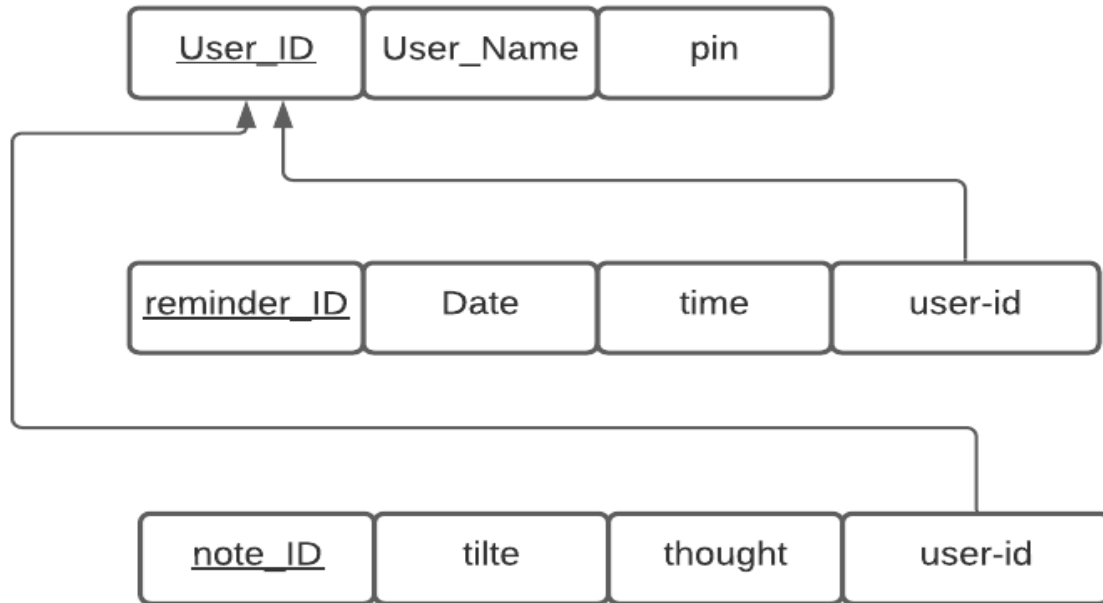 User_ID User_Name pin
reminder_ID Date time user-id
note_ID tilte thought user-id